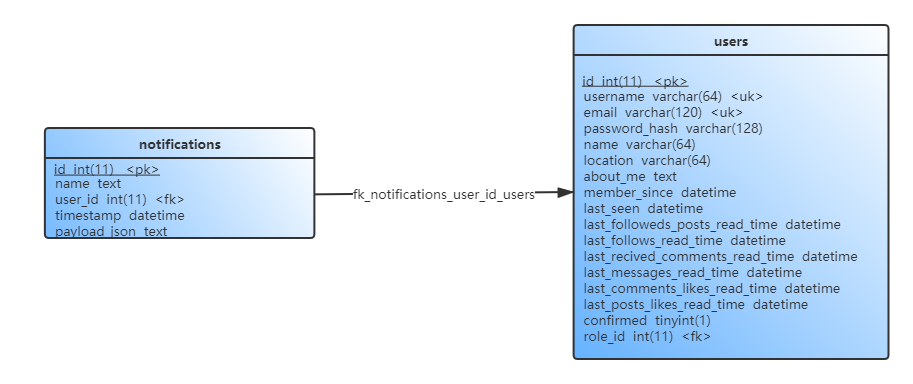 notifications
id int(11) <pk>
name text
user_id int(11) <fk>
timestamp datetime
payload_json text
fk_notifications_user_id_users
users
id int(11) <pk>
username varchar(64) <uk>
email varchar(120) <uk>
password_hash varchar(128)
name varchar(64)
location varchar(64)
about_me text
member_since datetime
last_seen datetime
last_followeds_posts_read_time datetime
last_follows_read_time datetime
last_recived_comments_read_time datetime
last_messages_read_time datetime
last_comments_likes_read_time datetime
last_posts_likes_read_time datetime
confirmed tinyint(1)
role_id int(11) <fk>